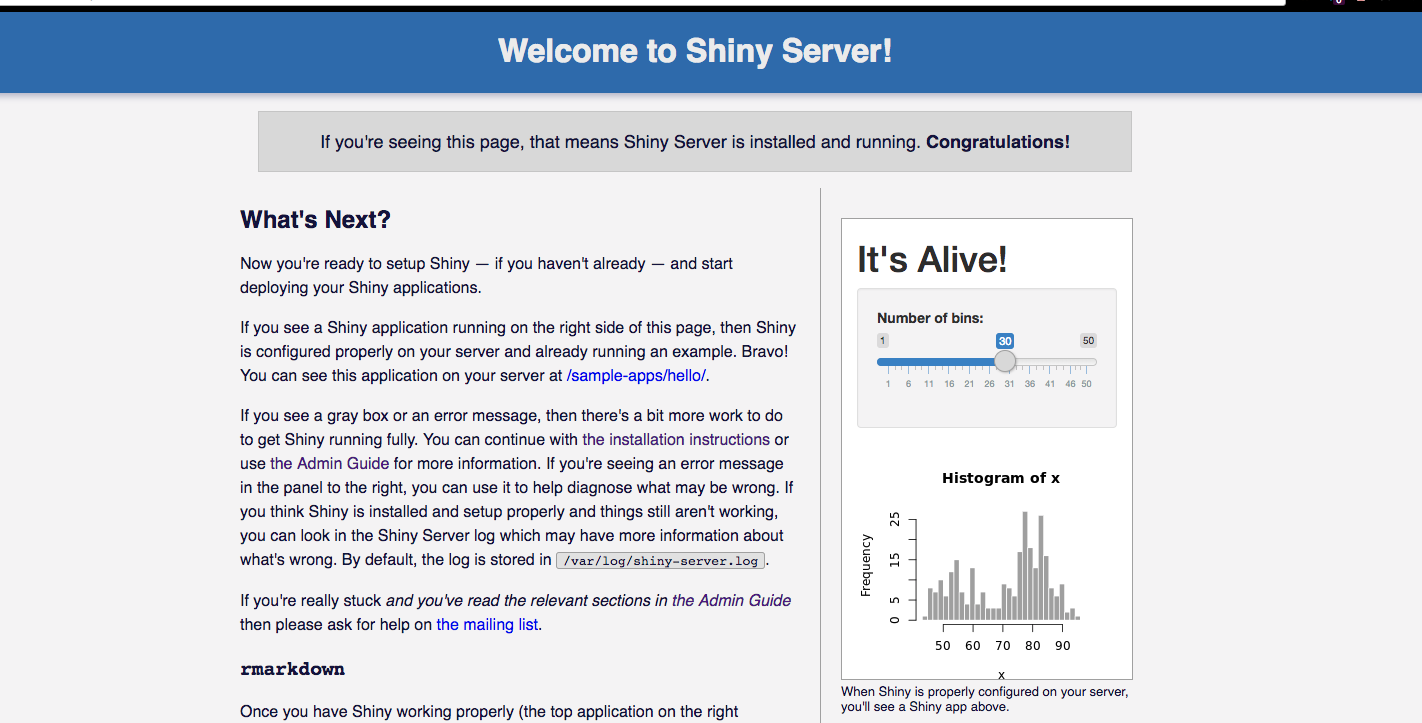 Welcome to Shiny Server!
If you're seeing this page, that means Shiny Server is installed and running. Congratulations!
What's Next?
Now you're ready to setup Shiny — if you haven't already — and start
deploying your Shiny applications.
If you see a Shiny application running on the right side of this page, then Shiny
is configured properly on your server and already running an example. Bravo!
You can see this application on your server at /sample-apps/hello/.
If you see a gray box or an error message, then there's a bit more work to do
to get Shiny running fully. You can continue with the installation instructions or
use the Admin Guide for more information. If you're seeing an error message
in the panel to the right, you can use it to help diagnose what may be wrong. If
you think Shiny is installed and setup properly and things still aren't working,
you can look in the Shiny Server log which may have more information about
what's wrong. By default, the log is stored in /var/log/shiny-server.log.
If you're really stuck and you've read the relevant sections in the Admin Guide
then please ask for help on the mailing list.
rmarkdown
Once you have Shiny working properly (the top application on the right
It's Alive!
Number of bins:
1 30 50
1 6 11 16 21 26 31 36 41 46 50
Histogram of x
Frequency
25
15
5
0
50 60 70 80 90
x
When Shiny is properly configured on your server,
you'll see a Shiny app above.